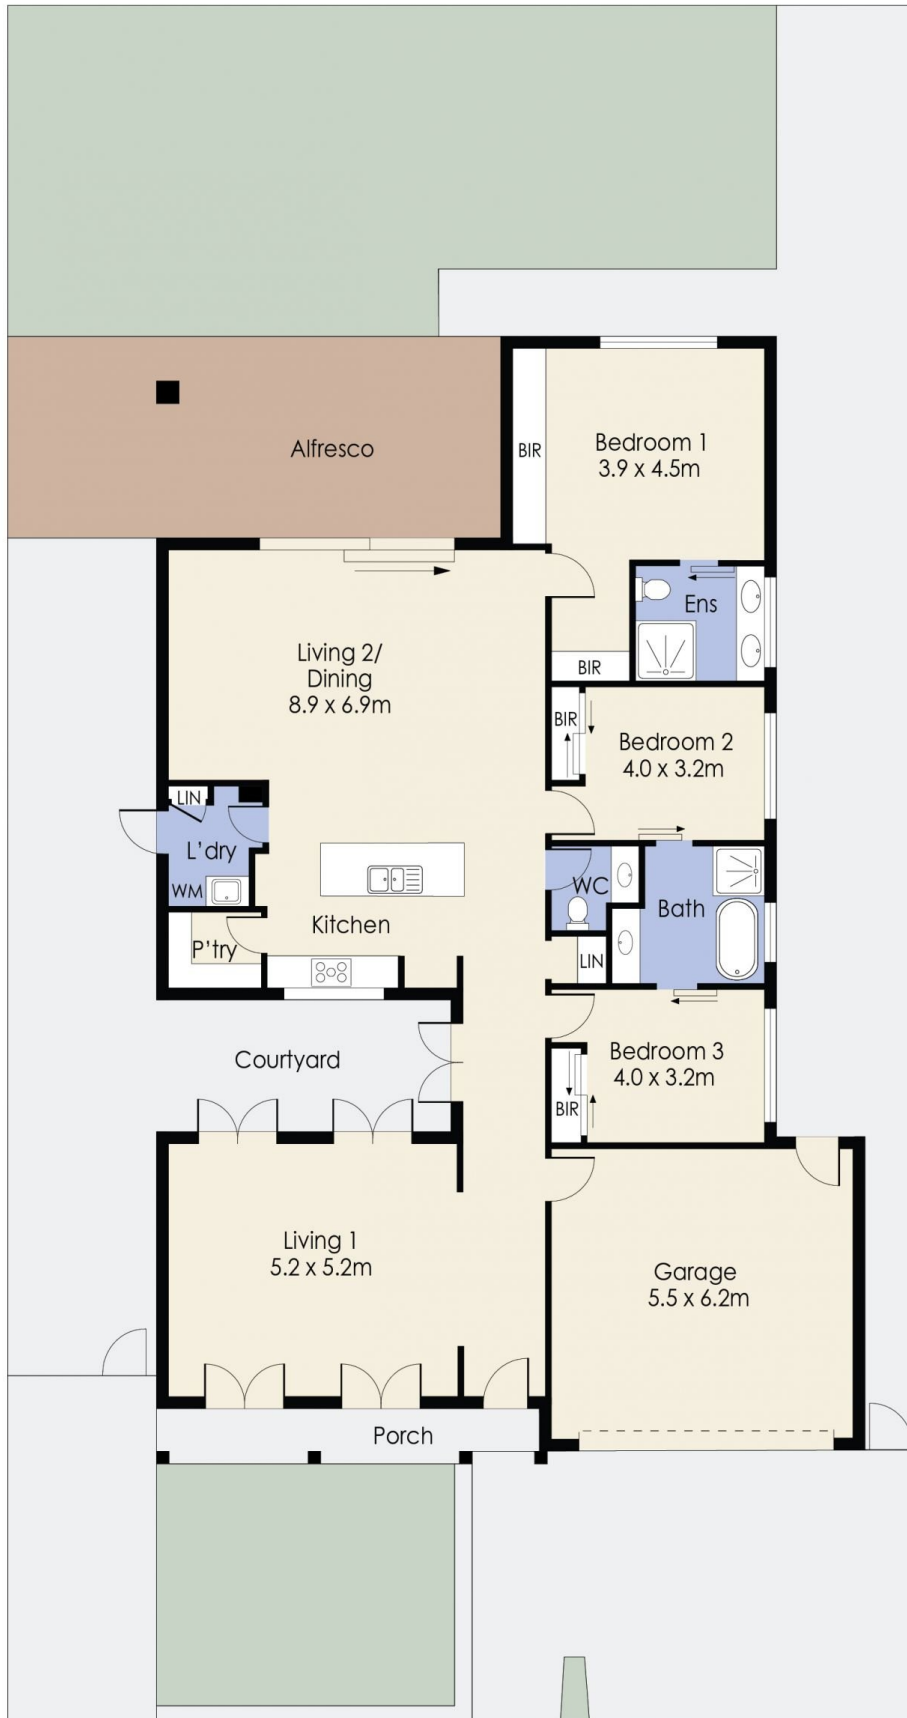 Alfresco
BIR
Bedroom 1
3.9 x 4.5m
Ens
BIR
Living 2/
Dining
8.9 x 6.9m
BIR
Bedroom 2
4.0 x 3.2m
LIN
L'dry
WM
WC
Bath
Kitchen
P'try
LIN
Courtyard
Bedroom 3
4.0 x 3.2m
BIR
Living 1
5.2 x 5.2m
Garage
5.5 x 6.2m
Porch